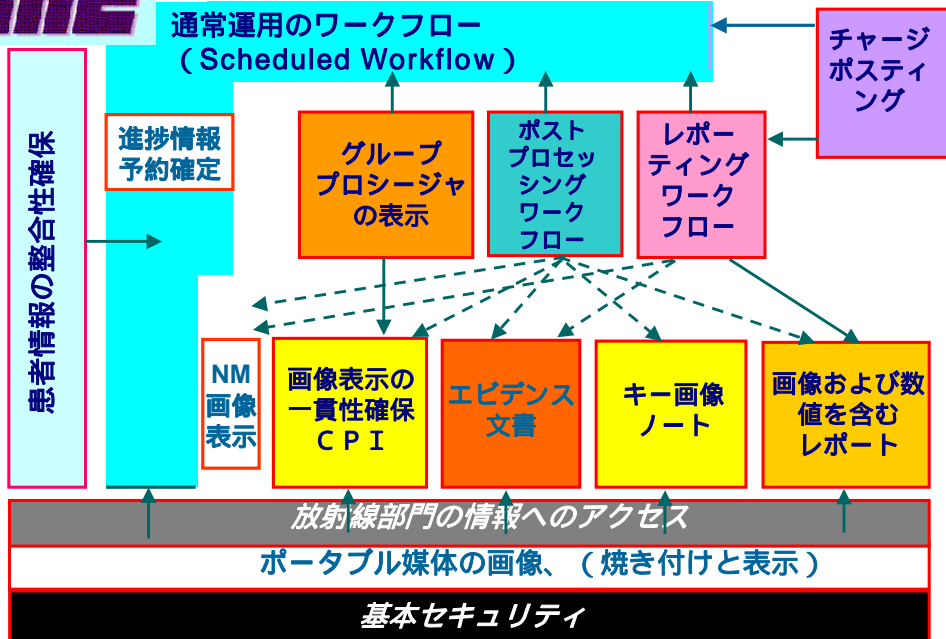 通常運用のワークフロー
（Scheduled Workflow）
チャージ
ポスティ
ング
患者情報の整合性確保
進捗情報
予約確定
グループ
プロシージャ
の表示
ポスト
プロセッ
シング
ワーク
フロー
レポー
ティング
ワーク
フロー
NM
画像
表示
画像表示の
一貫性確保
ＣＰＩ
エビデンス
文書
キー画像
ノート
画像および数
値を含む
レポート
放射線部門の情報へのアクセス
ポータブル媒体の画像、（焼き付けと表示）
基本セキュリティ